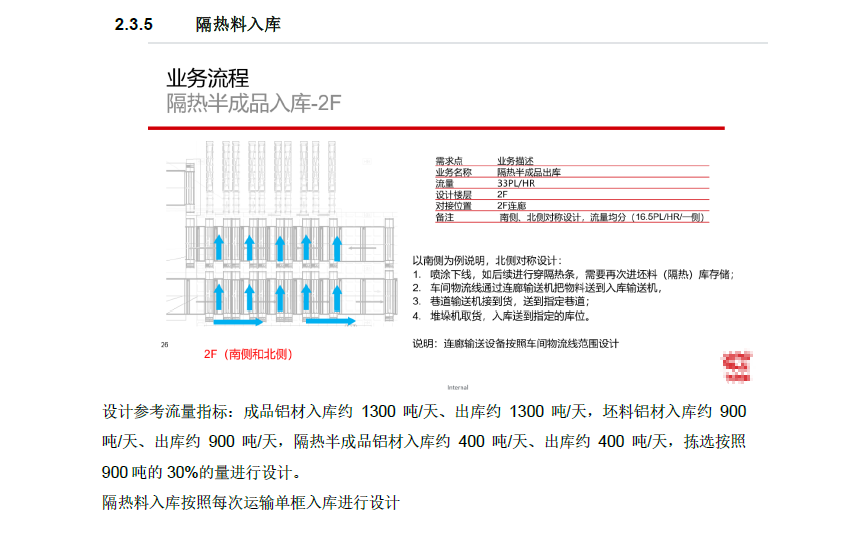 2.3.5 隔热料入库
业务流程
隔热半成品入库-2F
需求点 业务描述
业务名称 隔热半成品出库
流量 33PL/HR
设计楼层 2F
对接位置 2F连廊
备注 南侧、北侧对称设计，流量均分（16.5PL/HR/一侧）
以南侧为例说明，北侧对称设计：
1. 喷涂下线，如后续进行穿隔热条，需要再次进坯料（隔热）库存储；
2. 车间物流线通过连廊输送机把物料送到入库输送机，
3. 巷道输送机接到货，送到指定巷道；
4. 堆垛机取货，入库送到指定的库位。
说明：连廊输送设备按照车间物流线范围设计
26
2F（南侧和北侧）
Internal
设计参考流量指标：成品铝材入库约 1300 吨/天、出库约 1300 吨/天，坯料铝材入库约 900
吨/天、出库约 900 吨/天，隔热半成品铝材入库约 400 吨/天、出库约 400 吨/天，拣选按照
900 吨的 30%的量进行设计。
隔热料入库按照每次运输单框入库进行设计